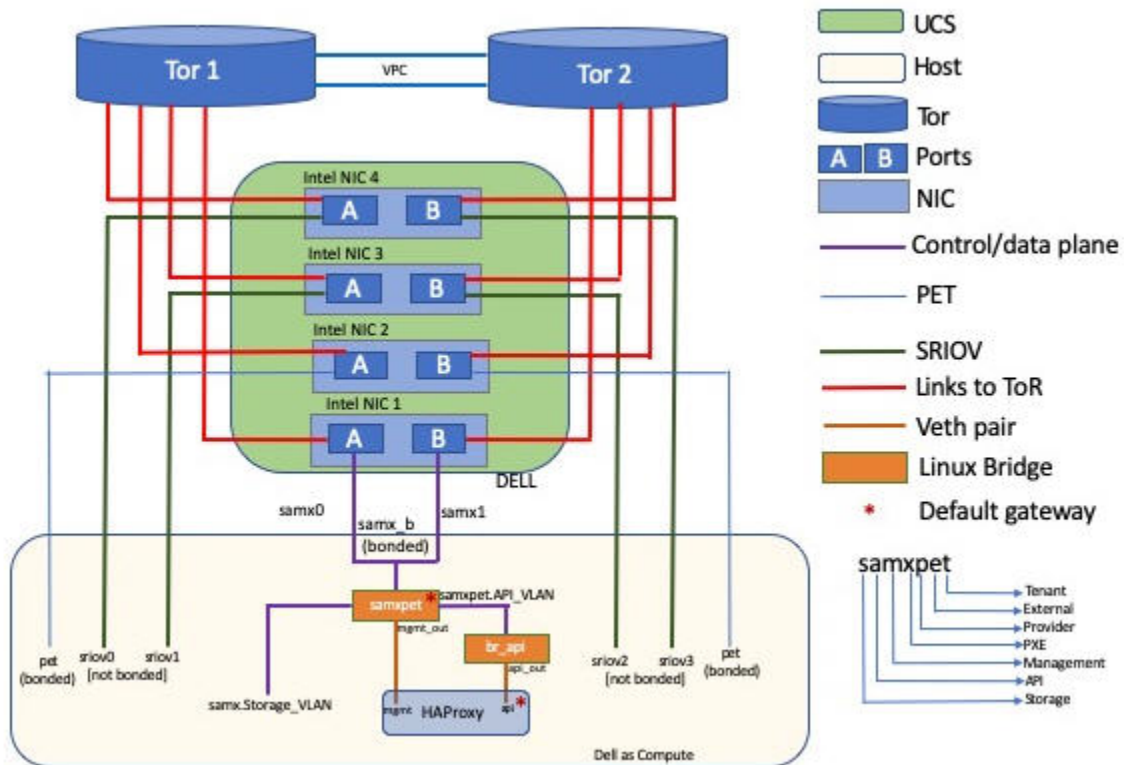 Tor 1
VPC
Tor 2
Intel NIC 4
A
B
Intel NIC 3
A
B
Intel NIC 2
A
B
Intel NIC 1
A
B
DELL
samx0
samx_b
(bonded)
samx1
samxpet
*
samxpet.API_VLAN
mgmt_out
br_api
api_out
pet
(bonded)
sriov0
sriov1
[not bonded]
samx.Storage_VLAN
mgmt
HAProxy
api
*
sriov2
sriov3
[not bonded]
pet
(bonded)
Dell as Compute
UCS
Host
Tor
A
B
Ports
NIC
Control/data plane
PET
SRIOV
Links to ToR
Veth pair
Linux Bridge
* Default gateway
samxpet
Tenant
External
Provider
PXE
Management
API
Storage